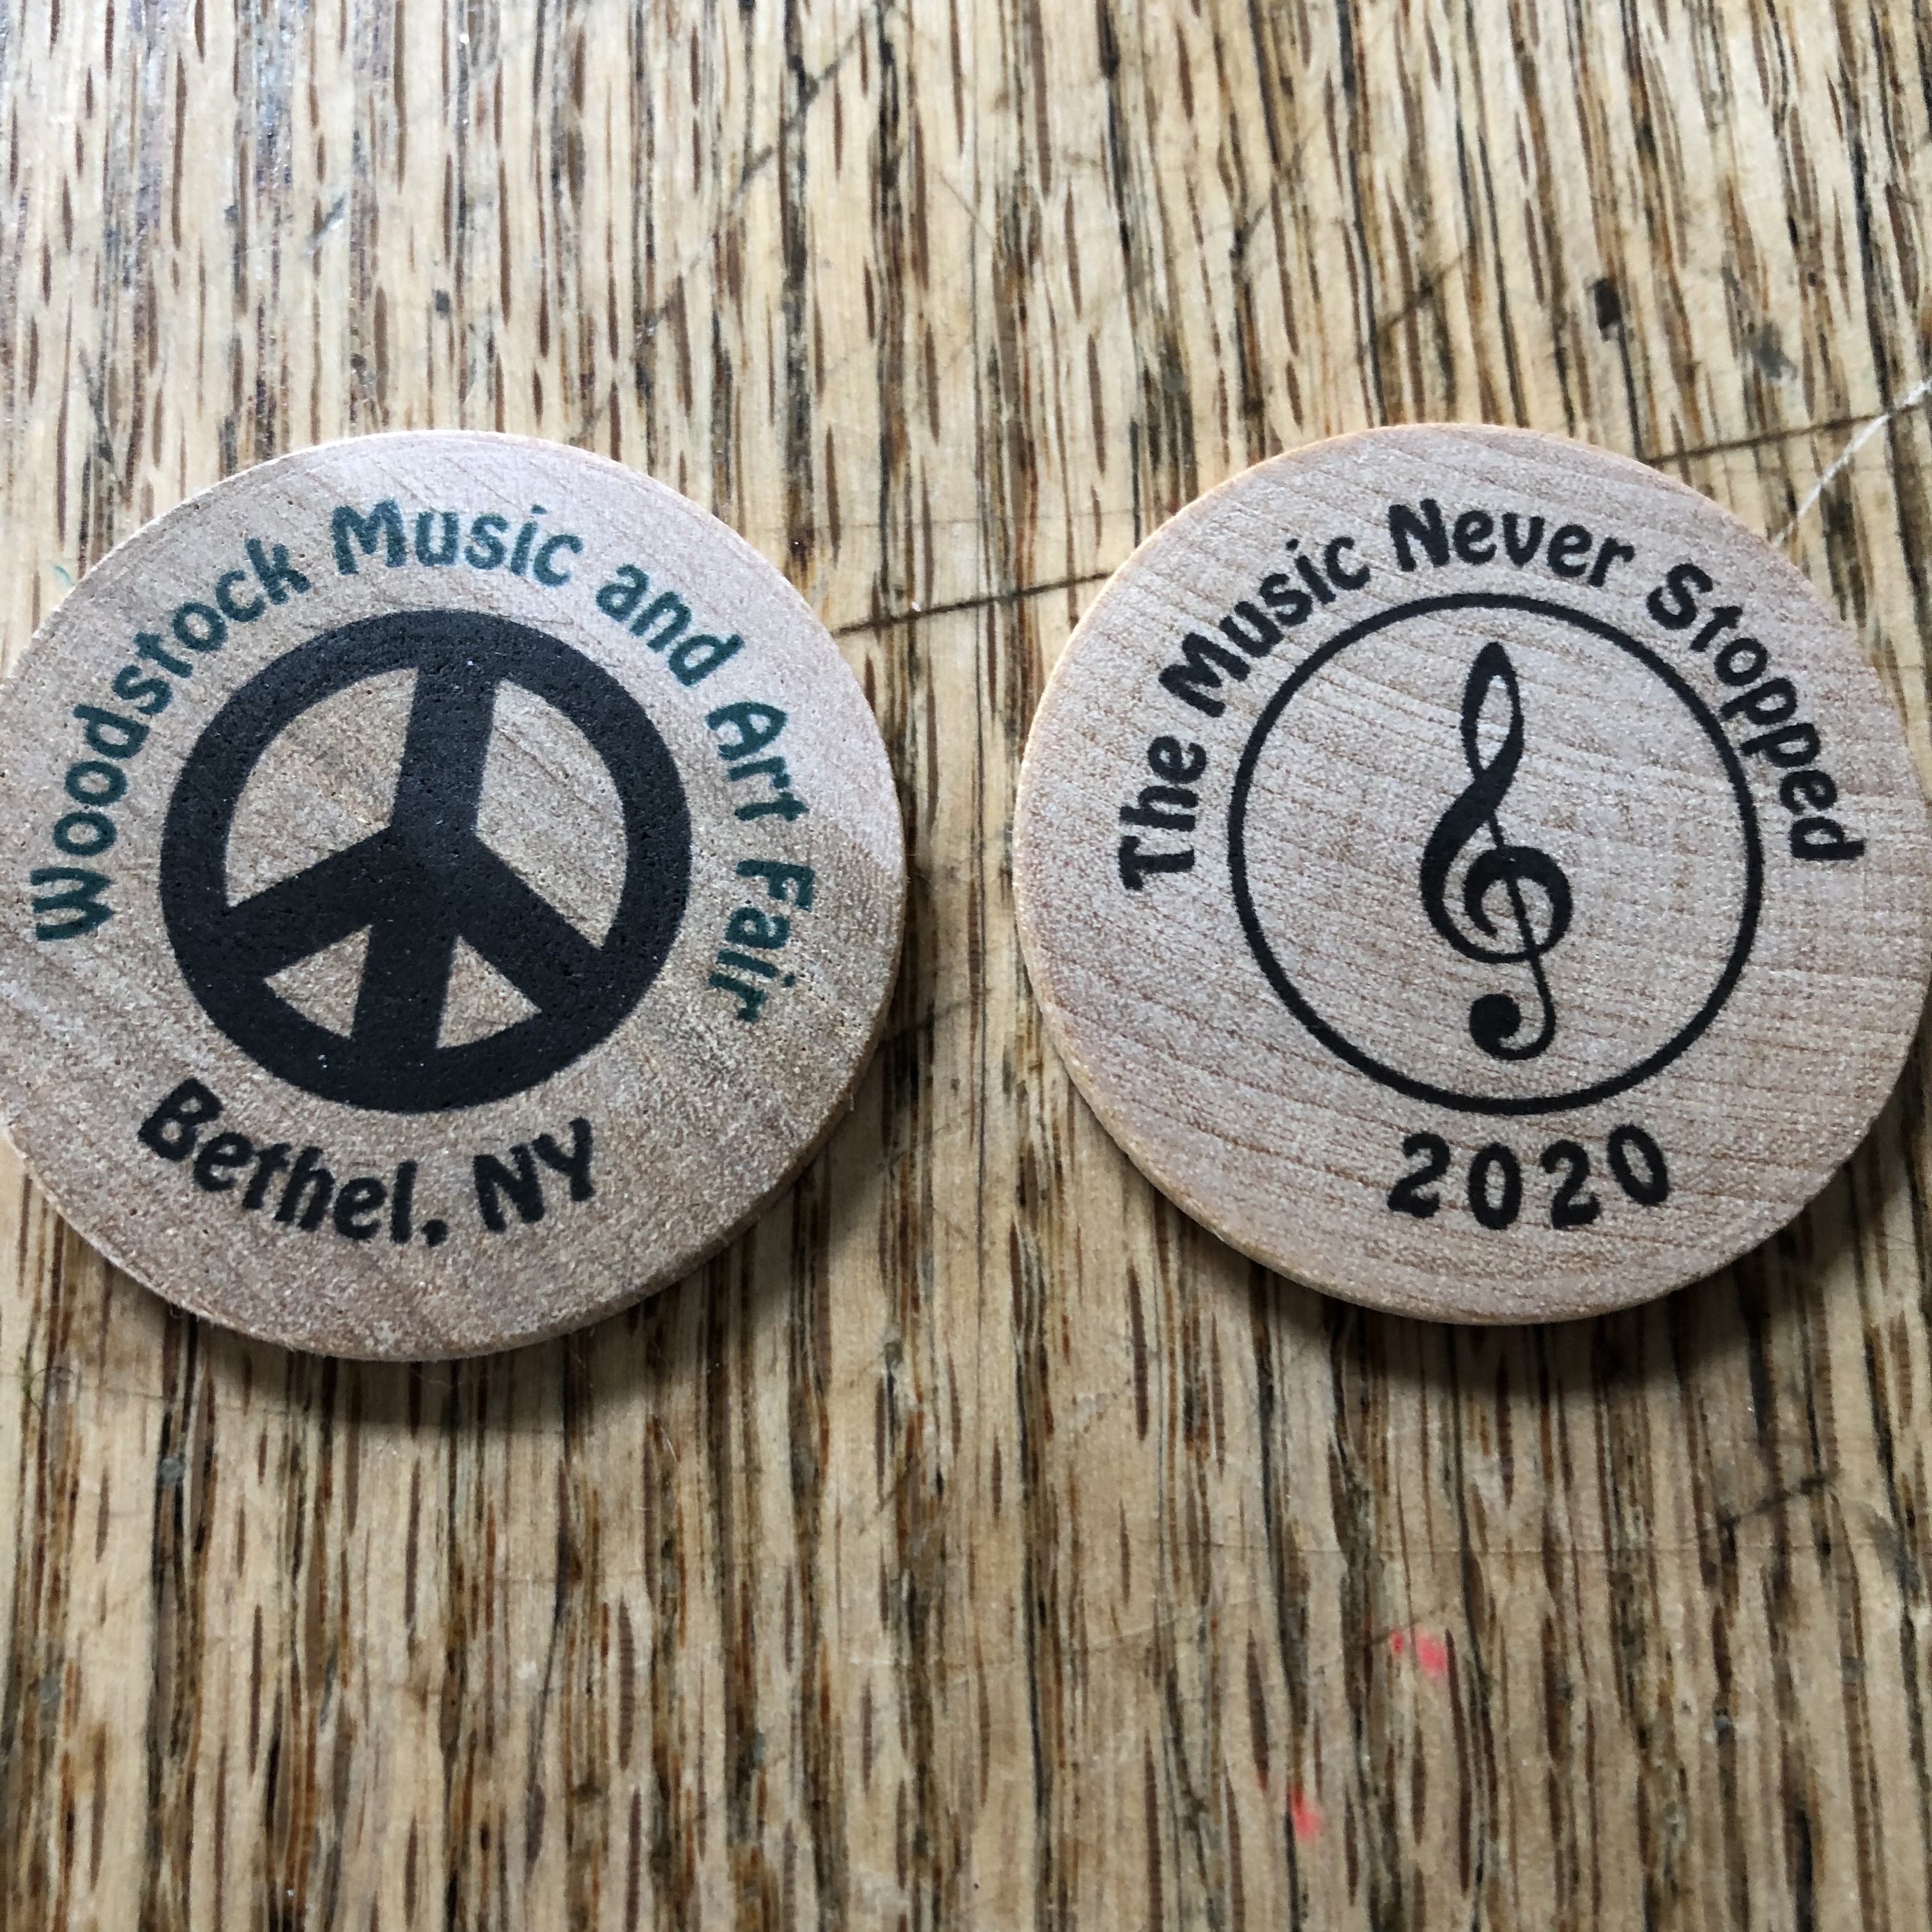 Woodstock Music and Art Fair
Bethel, NY
The Music Never Stopped
2020